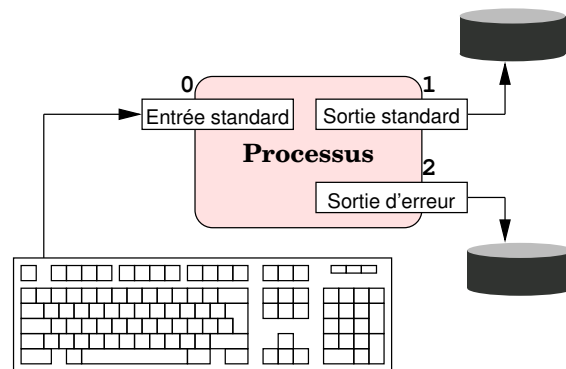 0
1
Entrée standard
Sortie standard
Processus
2
Sortie d'erreur